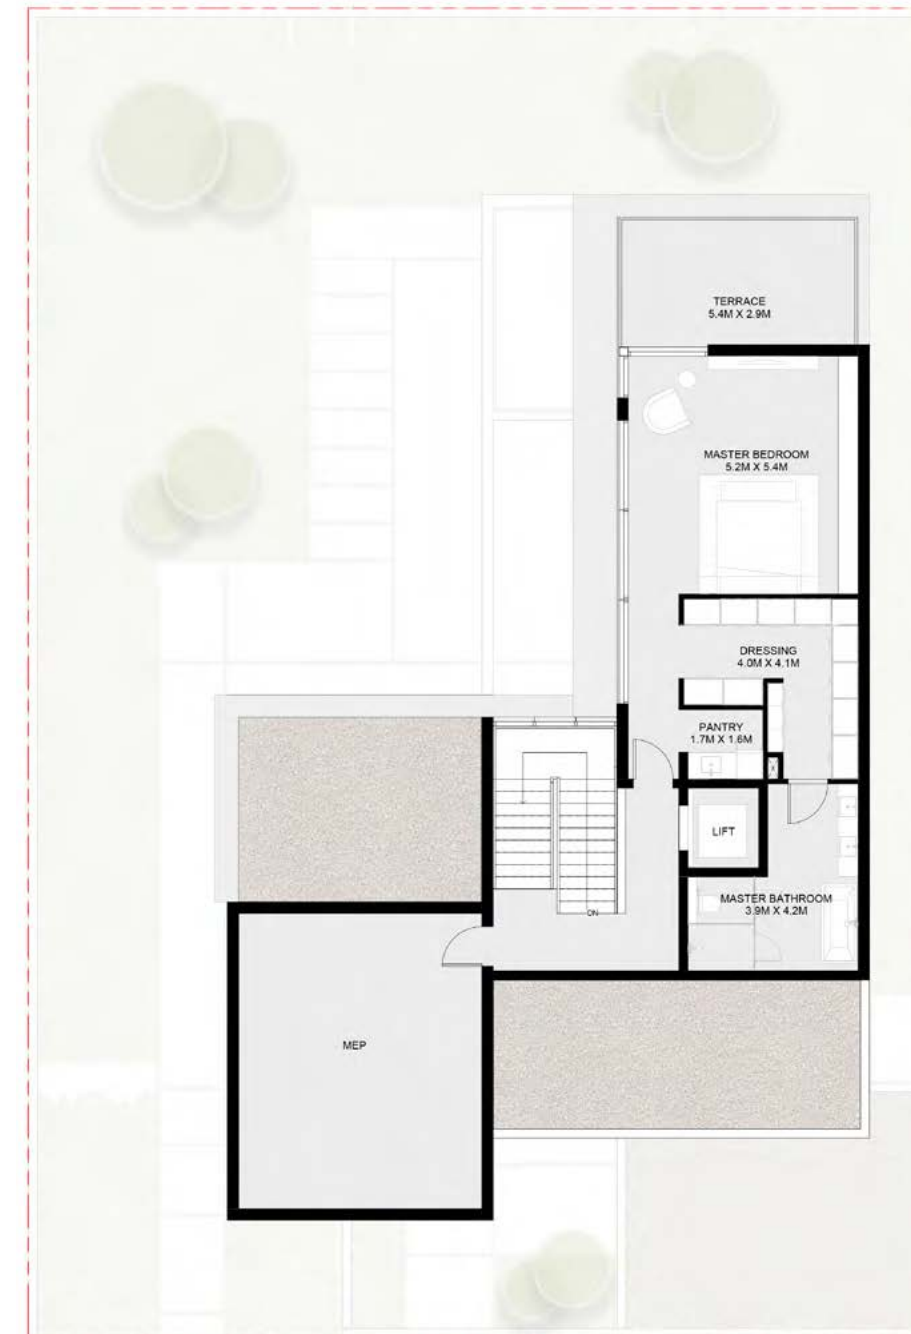 TERRACE
5.4M X 2.9M
MASTER BEDROOM
5.2M X 5.4M
DRESSING
4.0M X 4.1M
PANTRY
1.7M X 1.6M
LIFT
MASTER BATHROOM
3.9M X 4.2M
DN
MEP